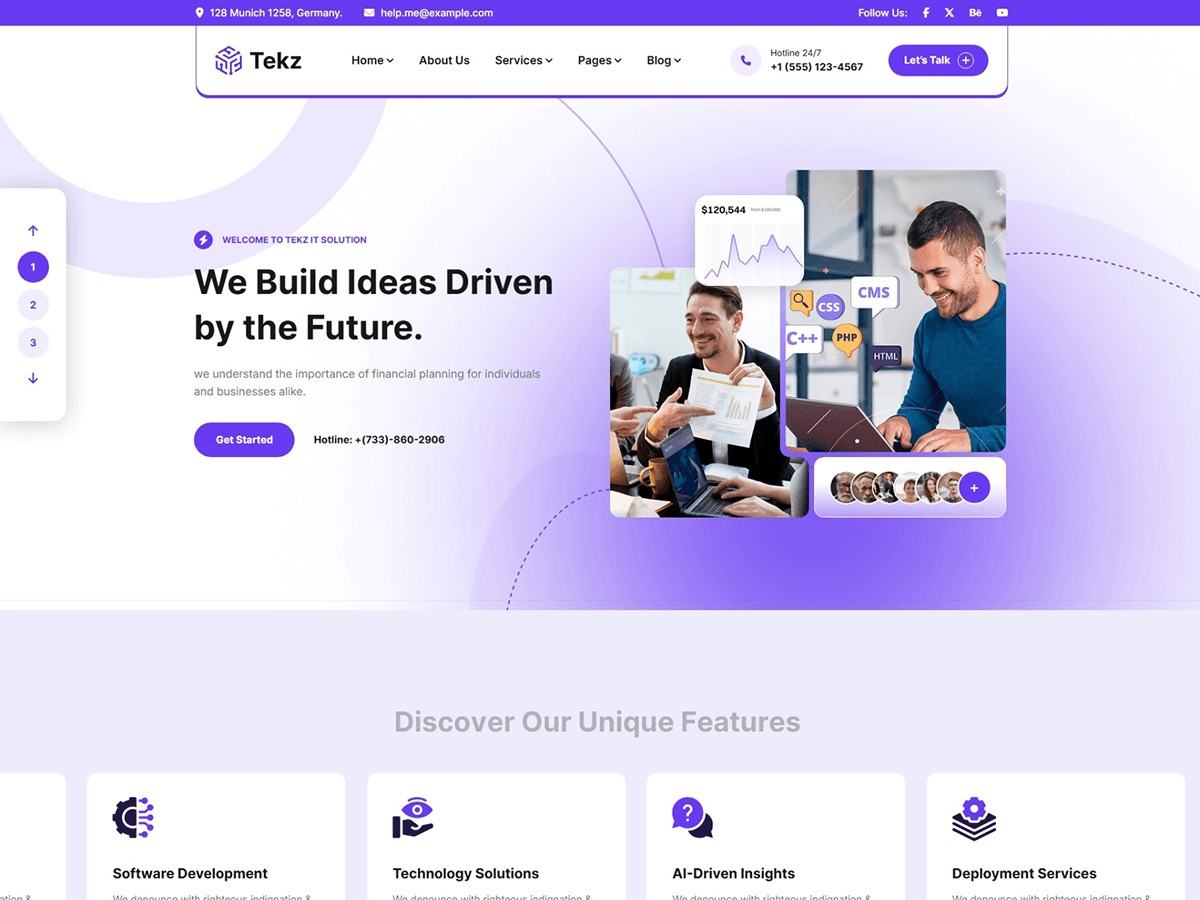 128 Munich 1258, Germany. help.me@example.com Follow Us:
Tekz Home About Us Services Pages Blog
Hotline 24/7
+1 (555) 123-4567
Let's Talk
1
2
3
WELCOME TO TEKZ IT SOLUTION
We Build Ideas Driven
by the Future.
we understand the importance of financial planning for individuals
and businesses alike.
Get Started Hotline: +(733)-860-2906
$120,544
CMS
CSS
C++
PHP
HTML
Discover Our Unique Features
Software Development
Technology Solutions
AI-Driven Insights
Deployment Services
We denounce with righteous indignation &
We denounce with righteous indignation &
We denounce with righteous indignation &
We denounce with righteous indignation &